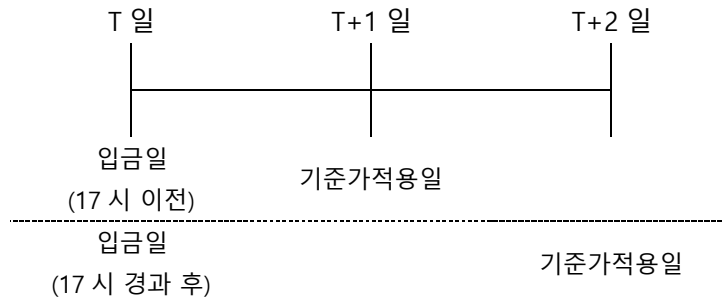 T 일 T+1 일 T+2 일
입금일
(17 시 이전)
기준가적용일
입금일
(17 시 경과 후)
기준가적용일